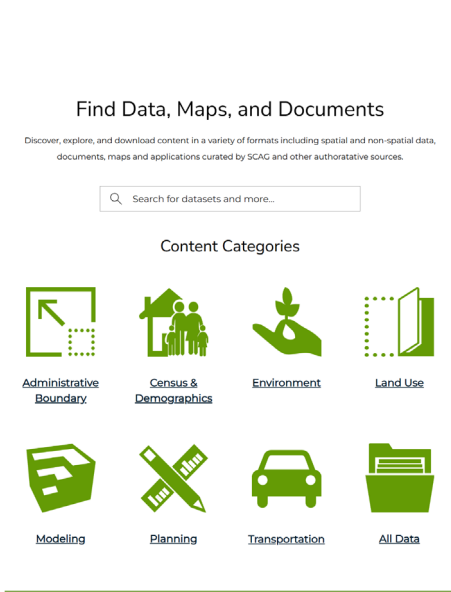 Find Data, Maps, and Documents
Discover, explore, and download content in a variety of formats including spatial and non-spatial data,
documents, maps and applications curated by SCAG and other authoratative sources.
Search for datasets and more...
Content Categories
Administrative
Boundary
Census &
Demographics
Environment
Land Use
Modeling
Planning
Transportation
All Data